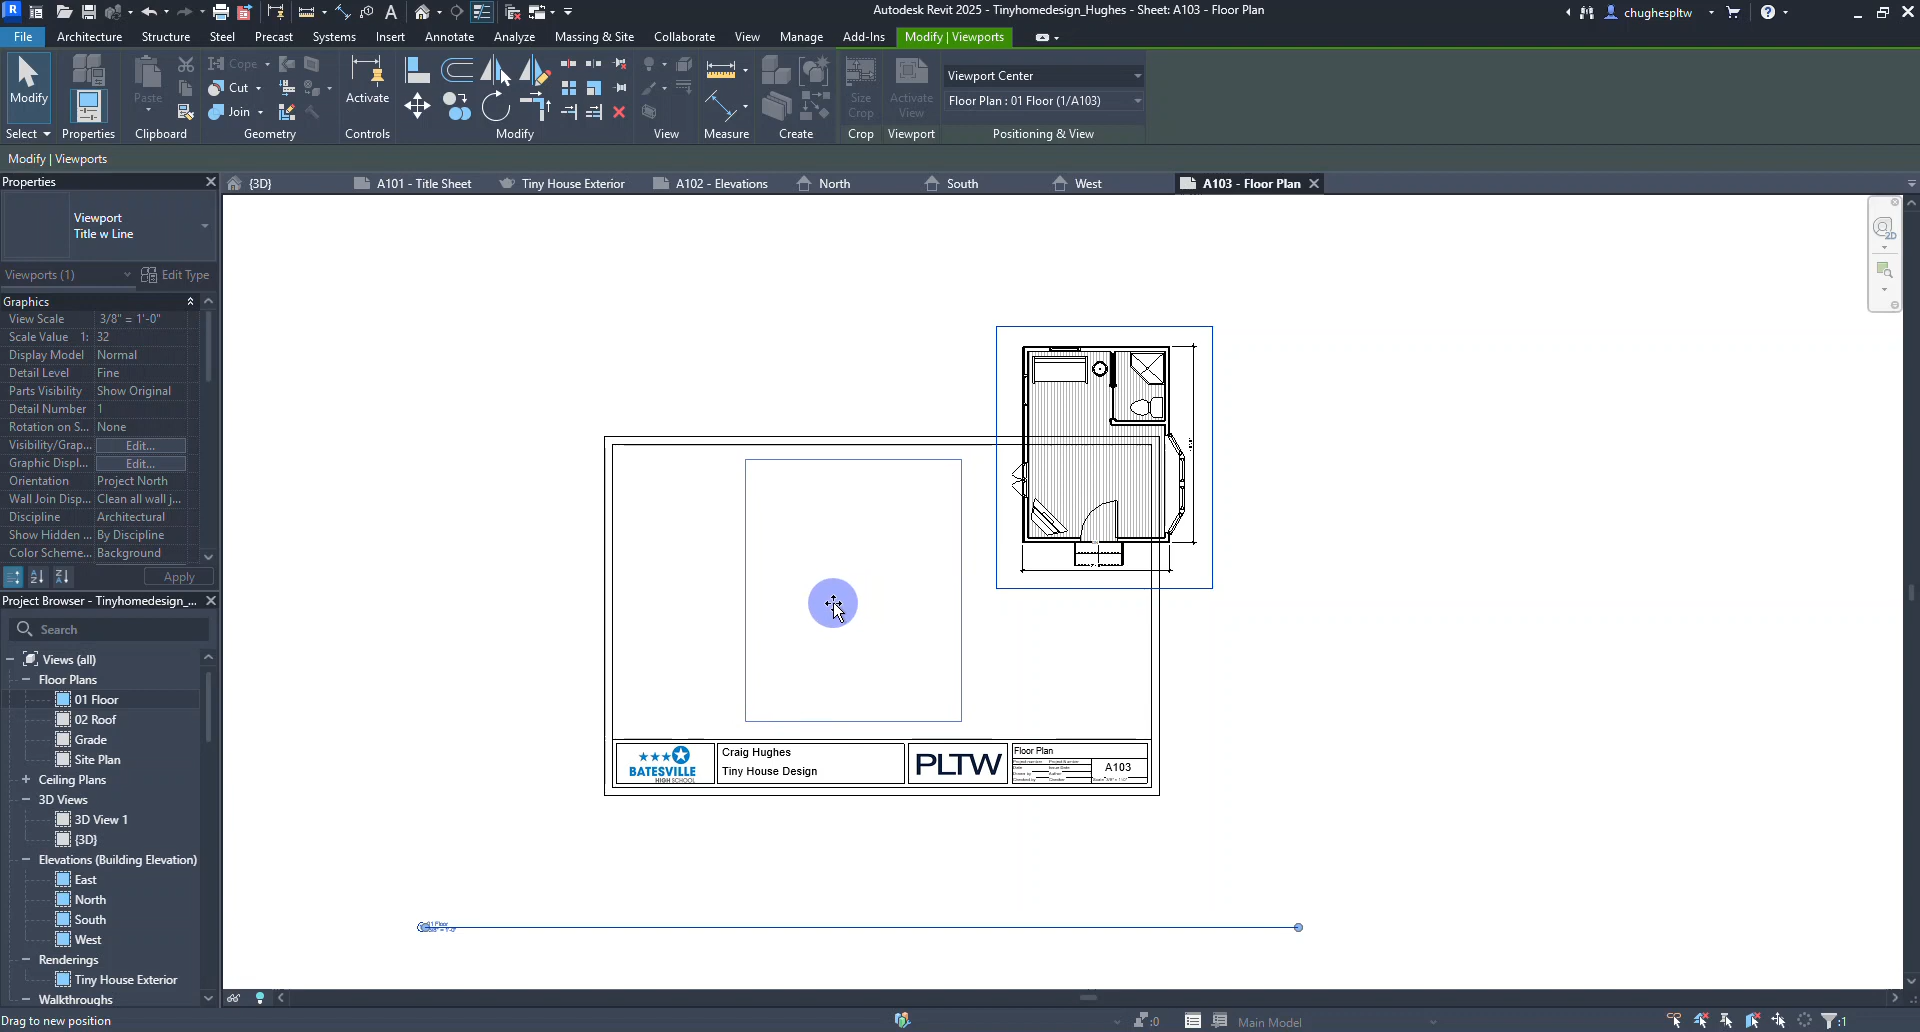 Autodesk Revit 2025 - Tinyhomedesign_Hughes - Sheet: A103 - Floor Plan
chughespltw
File
Architecture
Structure
Steel
Precast
Systems
Insert
Annotate
Analyze
Massing & Site
Collaborate
View
Manage
Add-Ins
Modify | Viewports
Modify
Paste
Cope
Cut
Join
Activate
Size
Crop
Activate
View
Viewport Center
Floor Plan : 01 Floor (1/A103)
Select
Properties
Clipboard
Geometry
Controls
Modify
View
Measure
Create
Crop
Viewport
Positioning & View
Modify | Viewports
Properties
{3D}
A101 - Title Sheet
Tiny House Exterior
A102 - Elevations
North
South
West
A103 - Floor Plan
Viewport
Title w Line
Viewports (1)
Edit Type
Graphics
View Scale 3/8" = 1'-0"
Scale Value 1: 32
Display Model Normal
Detail Level Fine
Parts Visibility Show Original
Detail Number 1
Rotation on S... None
Visibility/Grap... Edit...
Graphic Displ... Edit...
Orientation Project North
Wall Join Disp... Clean all wall j...
Discipline Architectural
Show Hidden ... By Discipline
Color Scheme... Background
Apply
Project Browser - Tinyhomedesign_...
Search
Views (all)
Floor Plans
01 Floor
02 Roof
Grade
Site Plan
Ceiling Plans
3D Views
3D View 1
{3D}
Elevations (Building Elevation)
East
North
South
West
Renderings
Tiny House Exterior
Walkthroughs
BATESVILLE
HIGH SCHOOL
Craig Hughes
Tiny House Design
PLTW
Floor Plan
A103
01 Floor
3/8" = 1'-0"
2D
Drag to new position
:0
Main Model
:1